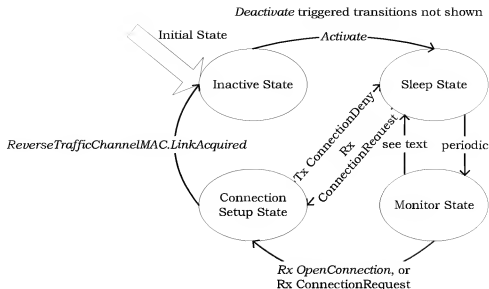 Deactivate triggered transitions not shown
Initial State
Activate
Inactive State
Sleep State
Tx ConnectionDeny
Rx
ConnectionRequest
ReverseTrafficChannelMAC.LinkAcquired
see text
periodic
Connection
Setup State
Monitor State
Rx OpenConnection, or
Rx ConnectionRequest